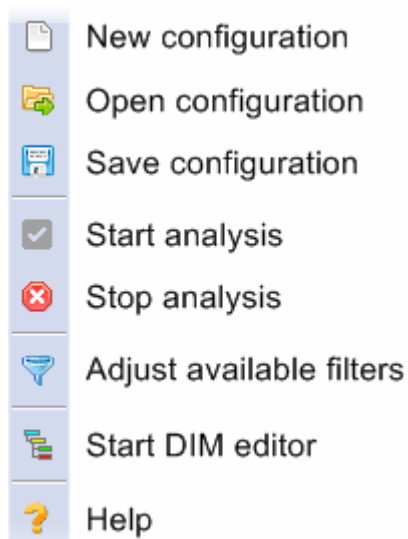 New configuration
Open configuration
Save configuration
Start analysis
Stop analysis
Adjust available filters
Start DIM editor
Help